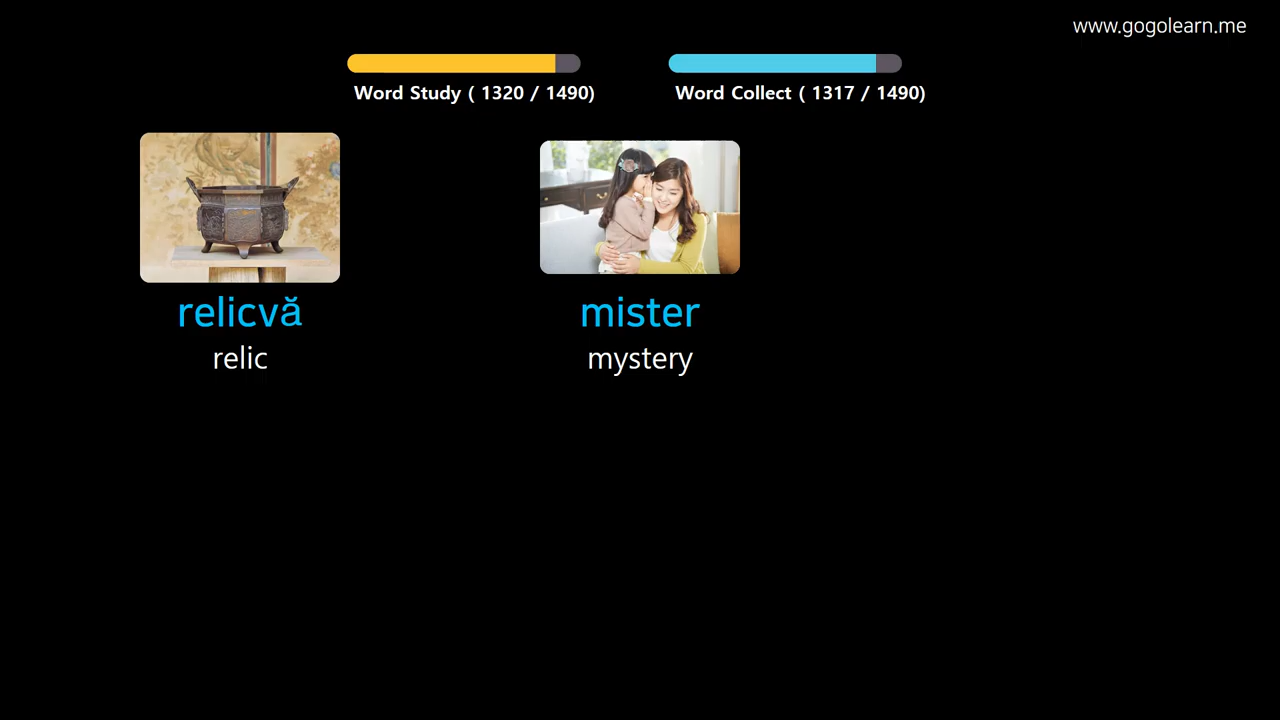 www.gogolearn.me
Word Study ( 1320 / 1490)
Word Collect ( 1317 / 1490)
relicvă
relic
mister
mystery